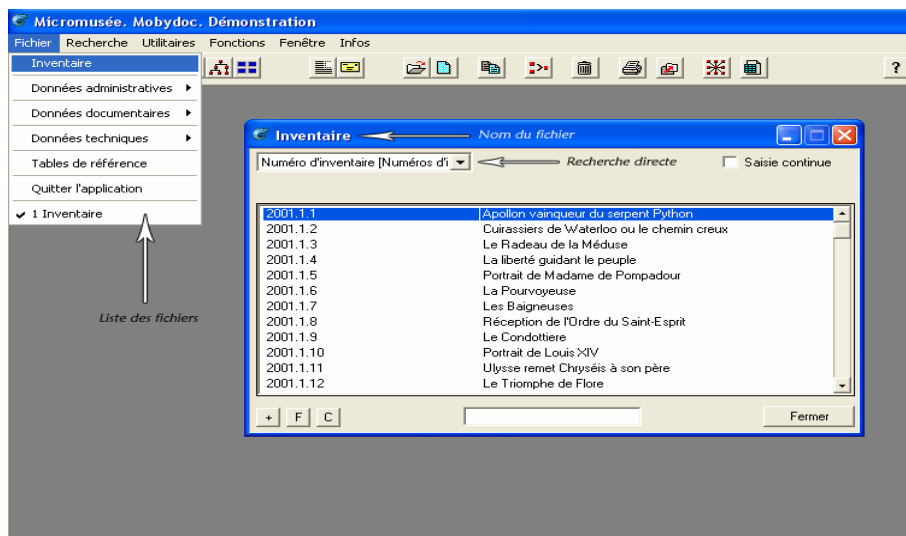 Micromusée. Mobydoc. Démonstration
Fichier Recherche Utilitaires Fonctions Fenêtre Infos
Inventaire
Données administratives
Données documentaires
Données techniques
Tables de référence
Quitter l'application
1 Inventaire
Liste des fichiers
?
Inventaire Nom du fichier
Numéro d'inventaire [Numéros d'i Recherche directe Saisie continue
2001.1.1 Apollon vainqueur du serpent Python
2001.1.2 Cuirassiers de Waterloo ou le chemin creux
2001.1.3 Le Radeau de la Méduse
2001.1.4 La liberté guidant le peuple
2001.1.5 Portrait de Madame de Pompadour
2001.1.6 La Pourvoyeuse
2001.1.7 Les Baigneuses
2001.1.8 Réception de l'Ordre du Saint-Esprit
2001.1.9 Le Condottiere
2001.1.10 Portrait de Louis XIV
2001.1.11 Ulysse remet Chryséis à son père
2001.1.12 Le Triomphe de Flore
+ F C Fermer